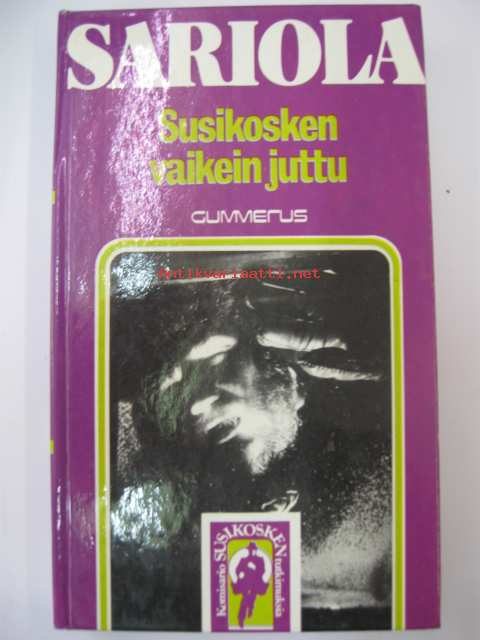 SARIOLA
Susikosken
vaikein juttu
GUMMERUS
antikvariaatti.net
Komisario SUSIKOSKEN tutkimuksia